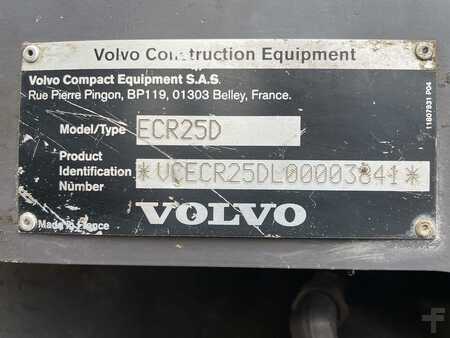 Volvo Construction Equipment
Volvo Compact Equipment S.A.S.
Rue Pierre Pingon, BP119, 01303 Belley, France.
Model/Type ECR25D
Product
Identification *VCECR25DL00003841*
Number
VOLVO
Made in France
11807931-P04